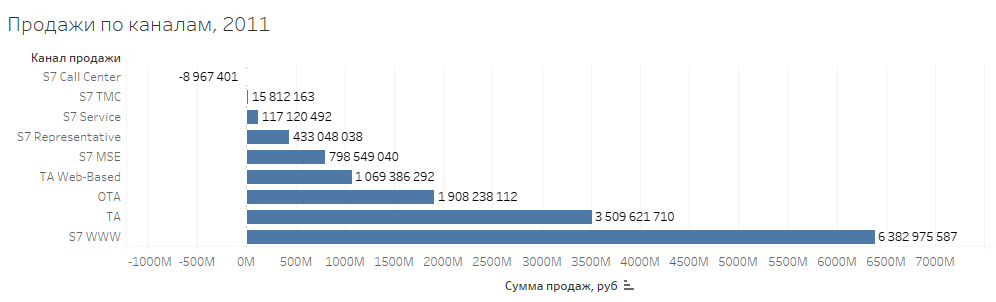 Продажи по каналам, 2011
Канал продажи
S7 Call Center -8 967 401
S7 TMC 15 812 163
S7 Service 117 120 492
S7 Representative 433 048 038
S7 MSE 798 549 040
TA Web-Based 1 069 386 292
OTA 1 908 238 112
TA 3 509 621 710
S7 WWW 6 382 975 587
-1000M -500M 0M 500M 1000M 1500M 2000M 2500M 3000M 3500M 4000M 4500M 5000M 5500M 6000M 6500M 7000M
Сумма продаж, руб